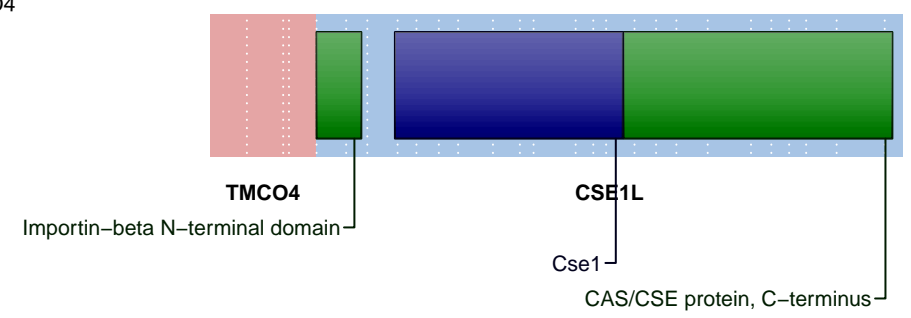 TMCO4
CSE1L
Importin−beta N−terminal domain
Cse1
CAS/CSE protein, C−terminus